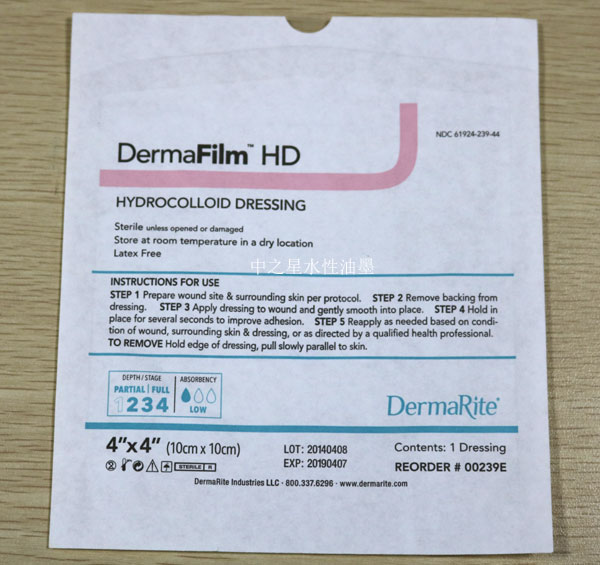 NDC 61924-239-44
DermaFilm™ HD
HYDROCOLLOID DRESSING
Sterile unless opened or damaged
Store at room temperature in a dry location
Latex Free
中之星水性油墨
INSTRUCTIONS FOR USE
STEP 1 Prepare wound site & surrounding skin per protocol. STEP 2 Remove backing from
dressing. STEP 3 Apply dressing to wound and gently smooth into place. STEP 4 Hold in
place for several seconds to improve adhesion. STEP 5 Reapply as needed based on condi-
tion of wound, surrounding skin & dressing, or as directed by a qualified health professional.
TO REMOVE Hold edge of dressing, pull slowly parallel to skin.
DEPTH/STAGE ABSORBENCY
PARTIAL FULL
1234 LOW
DermaRite®
4”x4” (10cm x 10cm) LOT: 20140408 Contents: 1 Dressing
EXP: 20190407 REORDER # 00239E
STERILE R
DermaRite Industries LLC · 800.337.6296 · www.dermarite.com